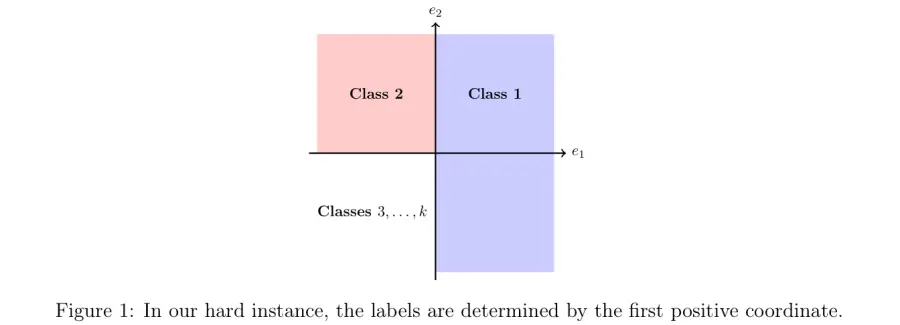 e₂
Class 2
Class 1
e₁
Classes 3, . . . , k
Figure 1: In our hard instance, the labels are determined by the first positive coordinate.